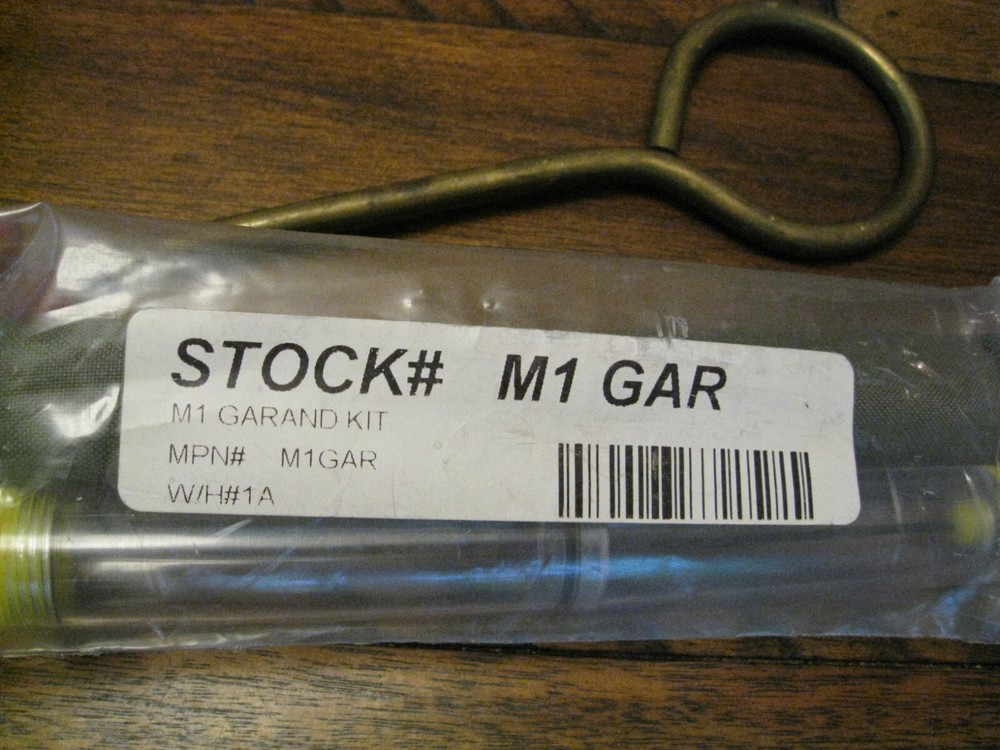 STOCK# M1 GAR
M1 GARAND KIT
MPN# M1GAR
W/H#1A